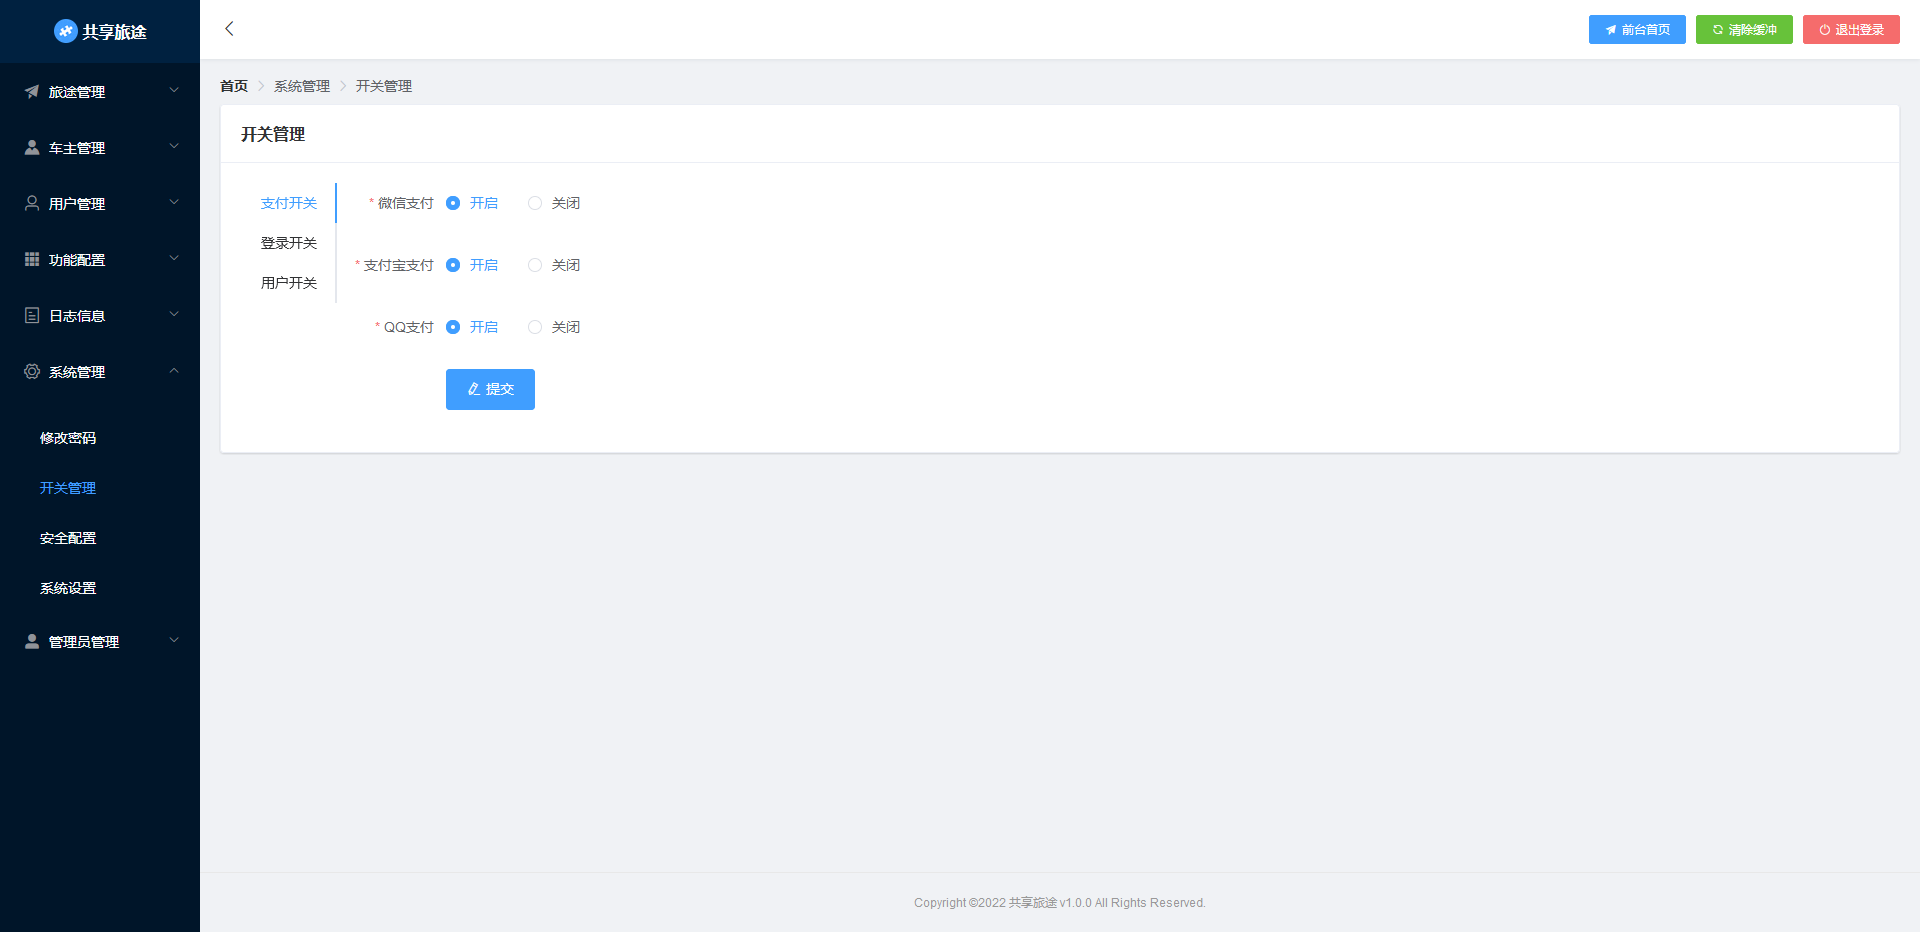 共享旅途
旅途管理
车主管理
用户管理
功能配置
日志信息
系统管理
修改密码
开关管理
安全配置
系统设置
管理员管理
前台首页 清除缓冲 退出登录
首页 系统管理 开关管理
开关管理
支付开关
登录开关
用户开关
* 微信支付 开启 关闭
* 支付宝支付 开启 关闭
* QQ支付 开启 关闭
提交
Copyright ©2022 共享旅途 v1.0.0 All Rights Reserved.